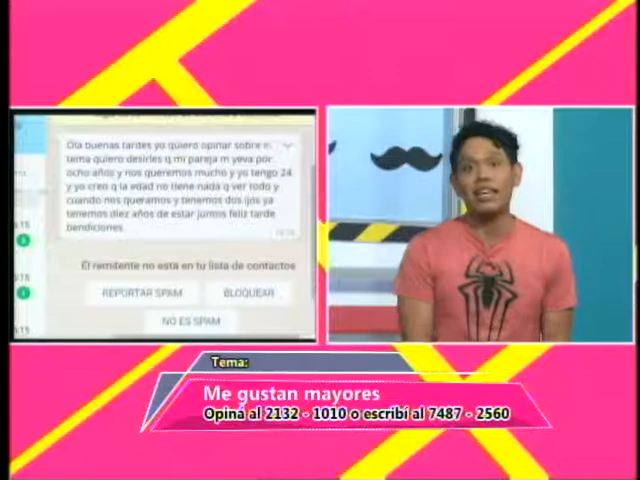 Ola buenas tardes yo quiero opinar sobre
tema quiero desirles q mi pareja m yeva por
ocho años y nos queremos mucho y yo tengo 24
y yo creo q la edad no tiene nada q ver todo y
cuando nos queramos y tenemos dos ijos ya
tenemos diez años de estar juntos feliz tarde
bendiciones
El remitente no está en tu lista de contactos
REPORTAR SPAM
BLOQUEAR
NO ES SPAM
Tema:
Me gustan mayores
Opiná al 2132 - 1010 o escribí al 7487 - 2560